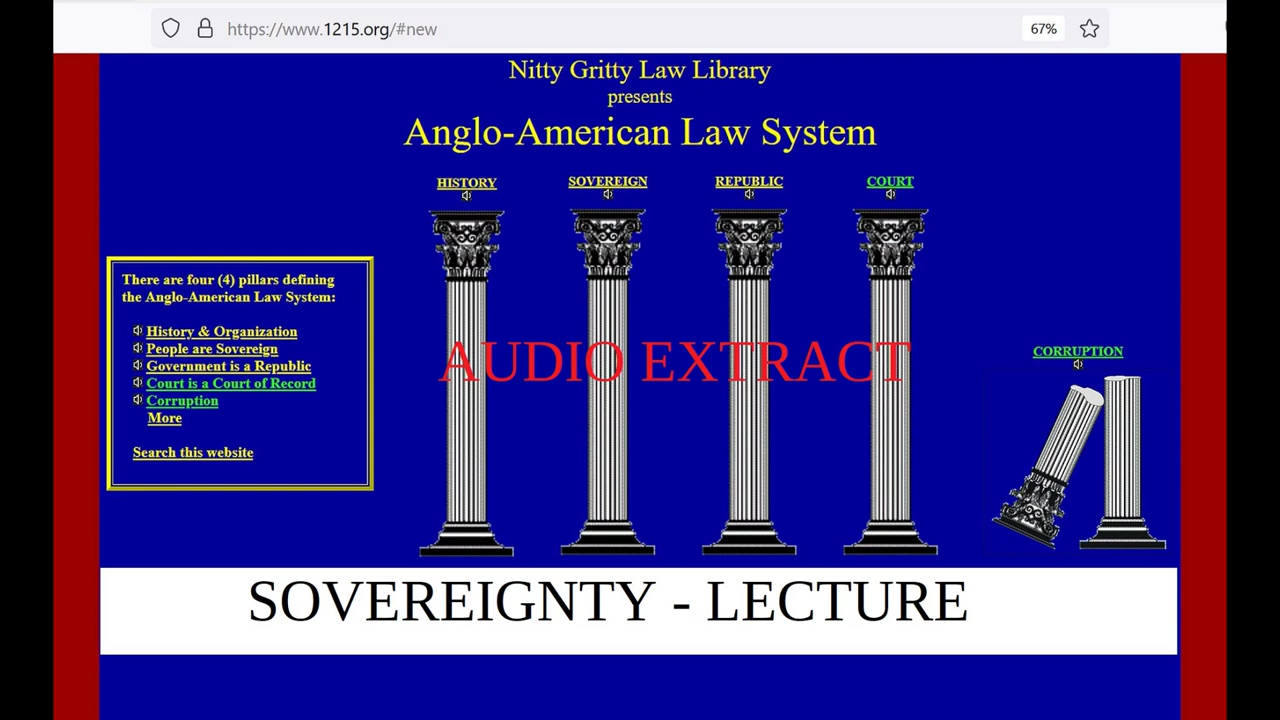 https://www.1215.org/#new
67%
Nitty Gritty Law Library
presents
Anglo-American Law System
HISTORY
SOVEREIGN
REPUBLIC
COURT
There are four (4) pillars defining
the Anglo-American Law System:
History & Organization
People are Sovereign
Government is a Republic
Court is a Court of Record
Corruption
More
Search this website
AUDIO EXTRACT
CORRUPTION
SOVEREIGNTY - LECTURE